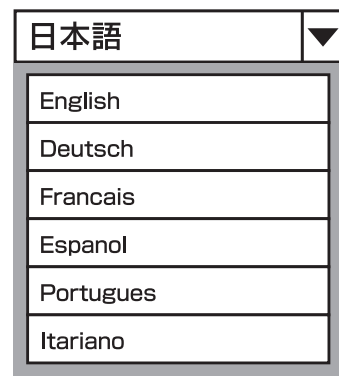 日本語
English
Deutsch
Francais
Espanol
Portugues
Itariano